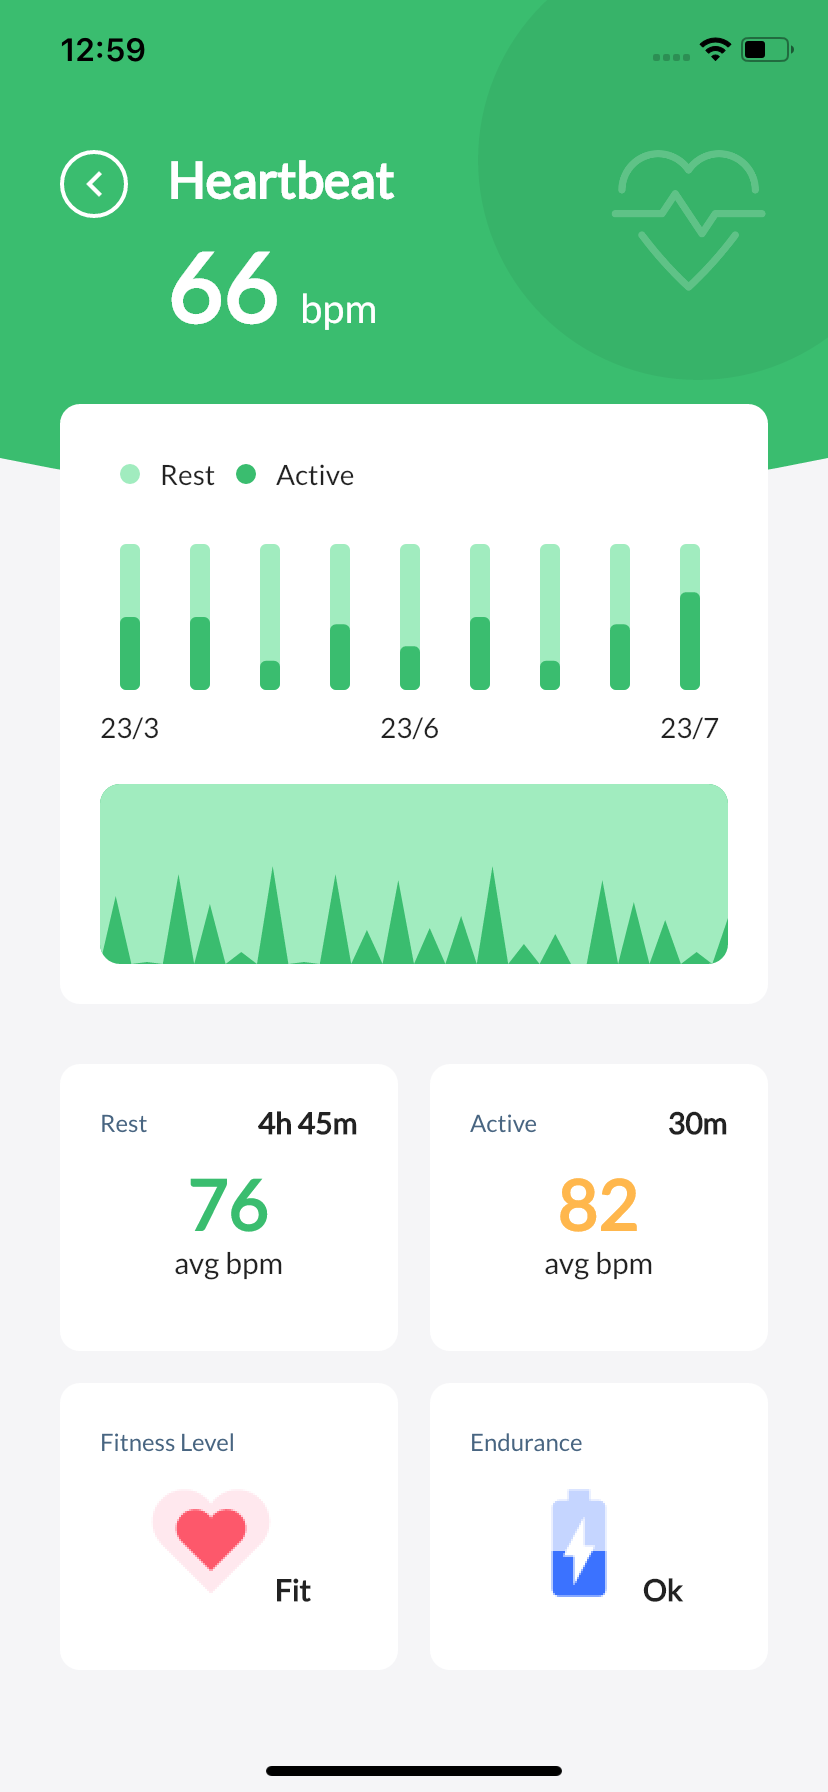 12:59
Heartbeat
66 bpm
Rest Active
23/3 23/6 23/7
Rest 4h 45m
76
avg bpm
Active 30m
82
avg bpm
Fitness Level
Fit
Endurance
Ok